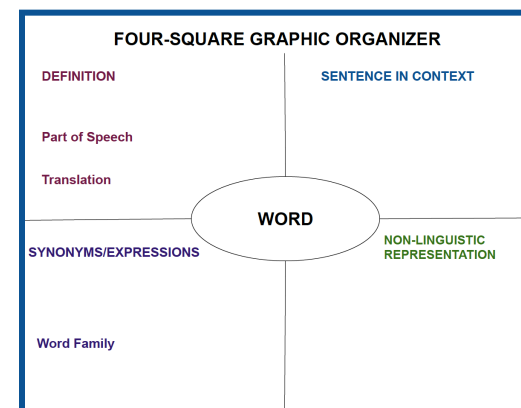 FOUR-SQUARE GRAPHIC ORGANIZER
DEFINITION
Part of Speech
Translation
SENTENCE IN CONTEXT
WORD
SYNONYMS/EXPRESSIONS
Word Family
NON-LINGUISTIC
REPRESENTATION